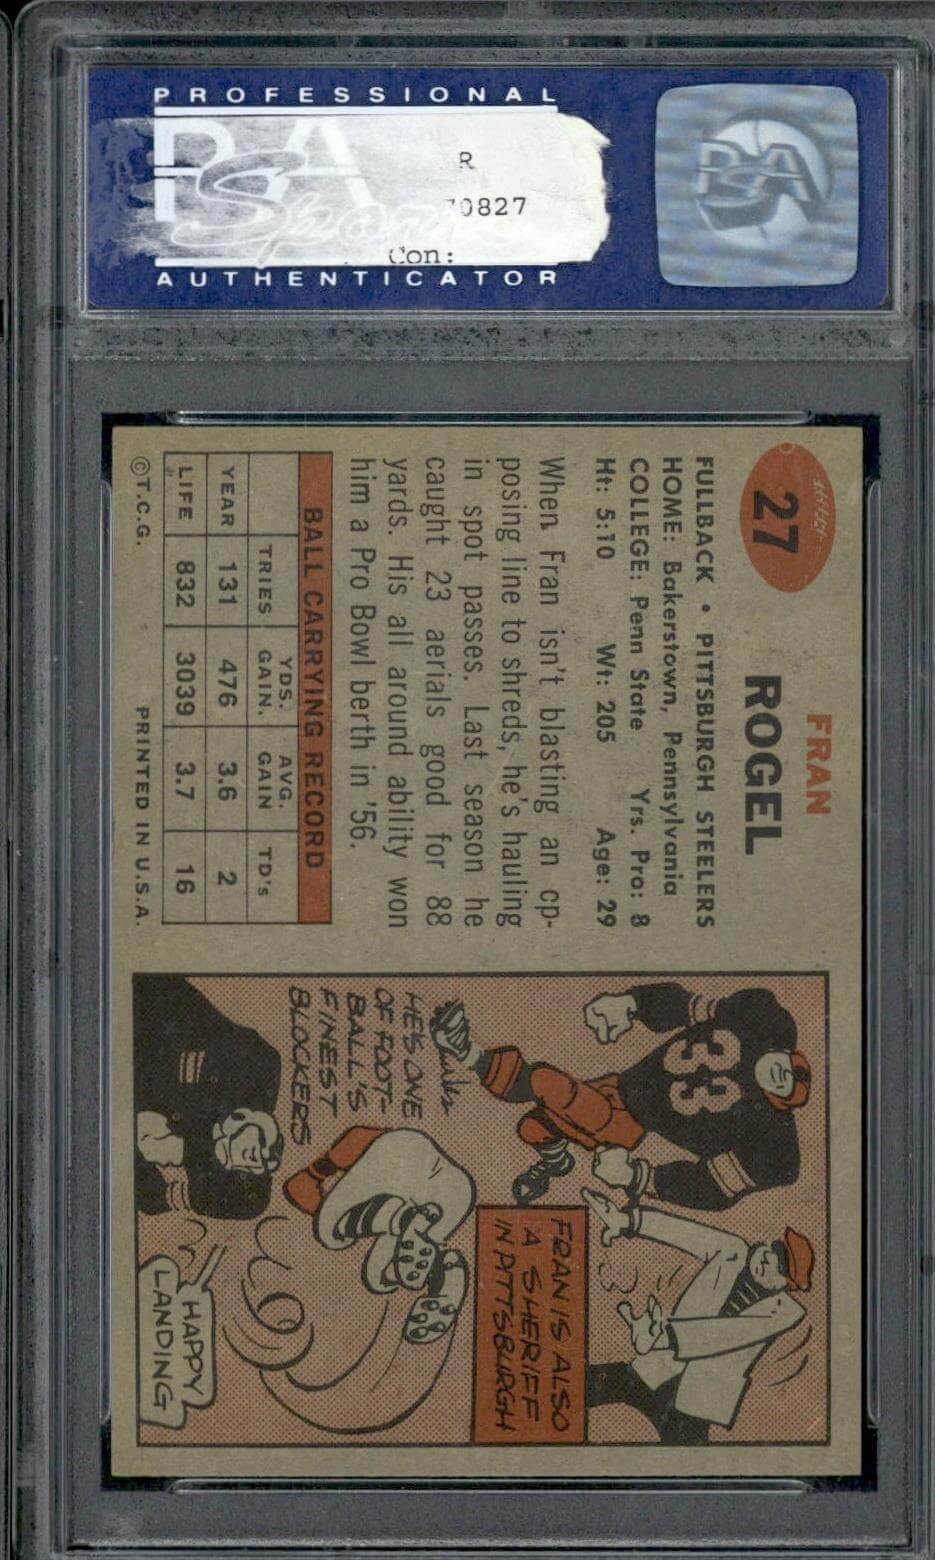 PROFESSIONAL
PSA
R
70827
Con:
AUTHENTICATOR
PSA
27
FRAN
ROGEL
FULLBACK • PITTSBURGH STEELERS
HOME: Bakerstown, Pennsylvania
COLLEGE: Penn State Yrs. Pro: 8
Ht: 5:10 Wt: 205 Age: 29
When Fran isn't blasting an op-
posing line to shreds, he's hauling
in spot passes. Last season he
caught 23 aerials good for 88
yards. His all around ability won
him a Pro Bowl berth in '56.
BALL CARRYING RECORD
TRIES YDS. GAIN. AVG. GAIN TD's
YEAR 131 476 3.6 2
LIFE 832 3039 3.7 16
©T.C.G. PRINTED IN U.S.A.
33
FRAN IS ALSO
A SHERIFF
IN PITTSBURGH
HE'S ONE
OF FOOT-
BALL'S
FINEST
BLOCKERS
HAPPY
LANDING